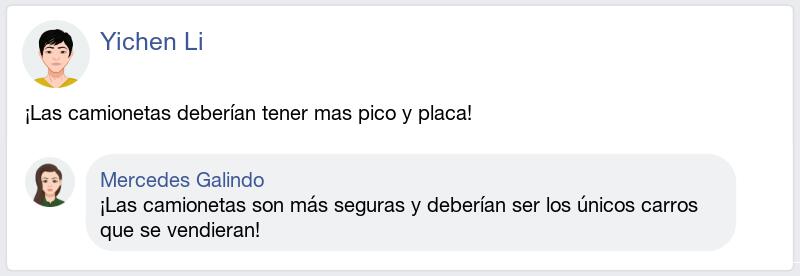 Yichen Li
¡Las camionetas deberían tener mas pico y placa!
Mercedes Galindo
¡Las camionetas son más seguras y deberían ser los únicos carros
que se vendieran!